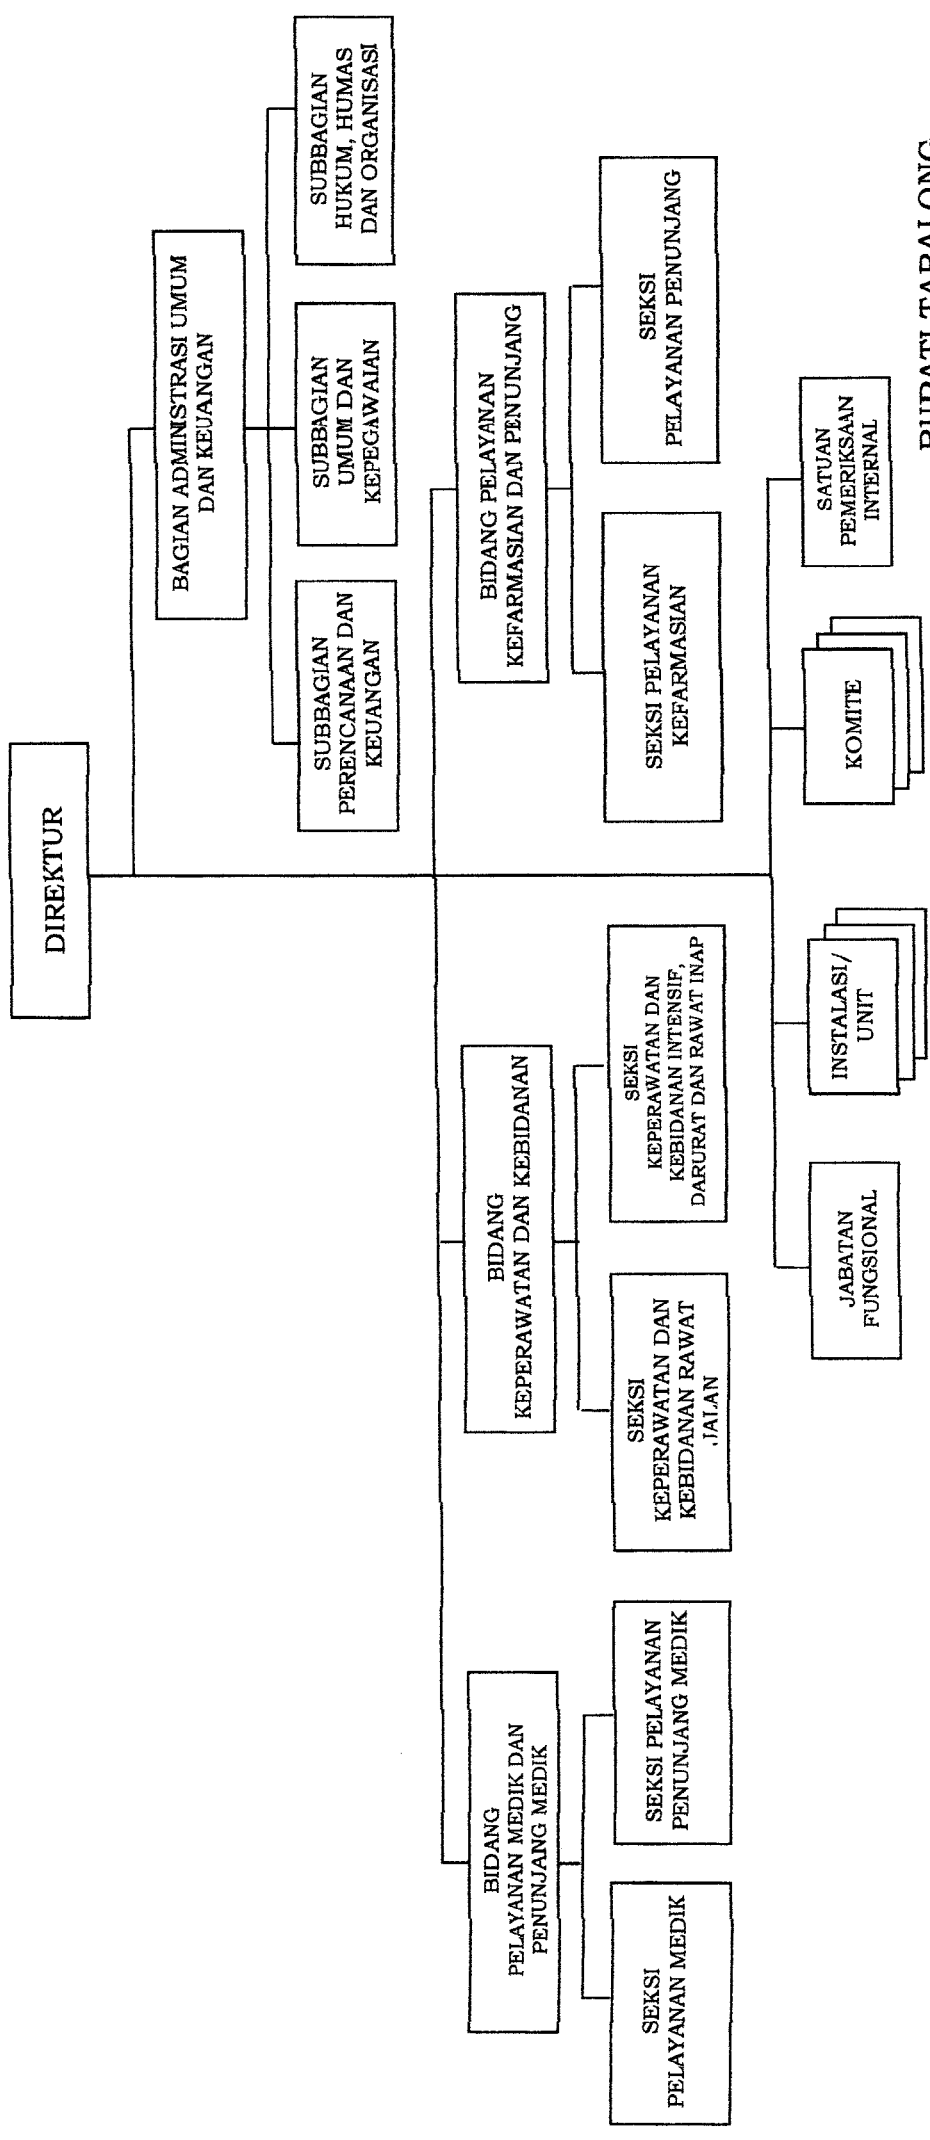 DIREKTUR
BAGIAN ADMINISTRASI UMUM
DAN KEUANGAN
SUBBAGIAN
PERENCANAAN DAN
KEUANGAN
SUBBAGIAN
UMUM DAN
KEPEGAWAIAN
SUBBAGIAN
HUKUM, HUMAS
DAN ORGANISASI
BIDANG
PELAYANAN MEDIK DAN
PENUNJANG MEDIK
BIDANG
KEPERAWATAN DAN KEBIDANAN
BIDANG PELAYANAN
KEFARMASIAN DAN PENUNJANG
SEKSI
PELAYANAN MEDIK
SEKSI PELAYANAN
PENUNJANG MEDIK
SEKSI
KEPERAWATAN DAN
KEBIDANAN RAWAT
JALAN
SEKSI
KEPERAWATAN DAN
KEBIDANAN INTENSIF,
DARURAT DAN RAWAT INAP
SEKSI PELAYANAN
KEFARMASIAN
SEKSI
PELAYANAN PENUNJANG
JABATAN
FUNGSIONAL
INSTALASI/
UNIT
KOMITE
SATUAN
PEMERIKSAAN
INTERNAL
BUPATI TABALONG